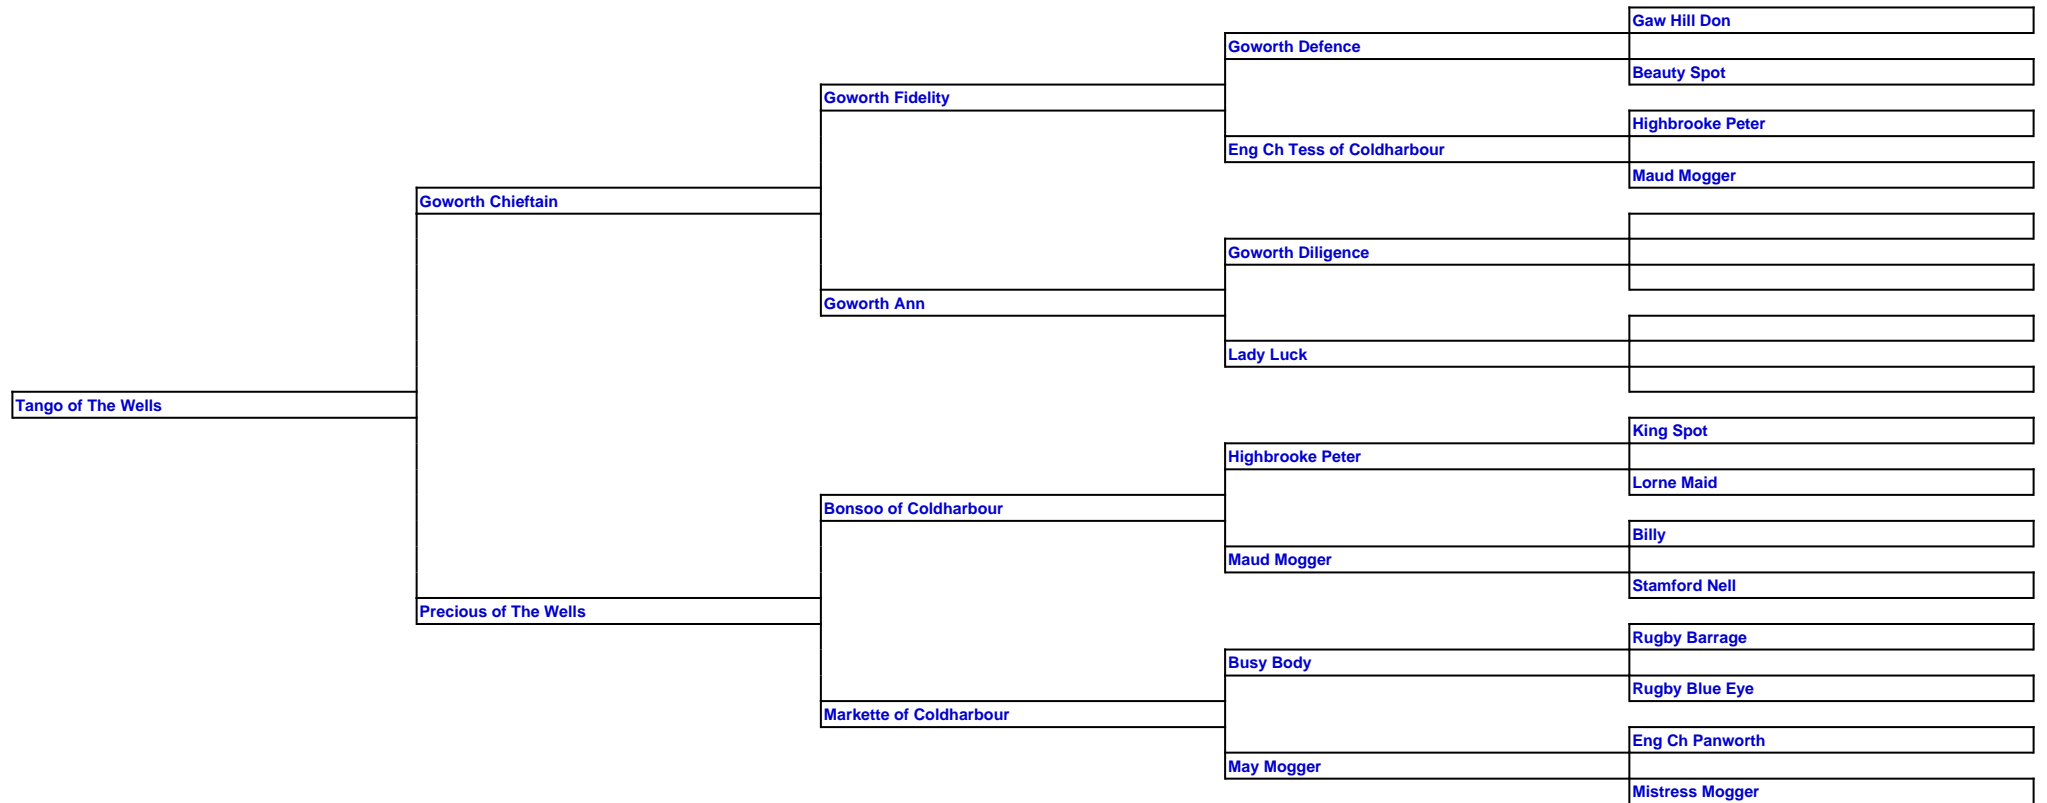 Gaw Hill Don
Goworth Defence
Beauty Spot
Goworth Fidelity
Highbrooke Peter
Eng Ch Tess of Coldharbour
Maud Mogger
Goworth Chieftain
Goworth Diligence
Goworth Ann
Lady Luck
Tango of The Wells
King Spot
Highbrooke Peter
Lorne Maid
Bonsoo of Coldharbour
Billy
Maud Mogger
Stamford Nell
Precious of The Wells
Rugby Barrage
Busy Body
Rugby Blue Eye
Markette of Coldharbour
Eng Ch Panworth
May Mogger
Mistress Mogger